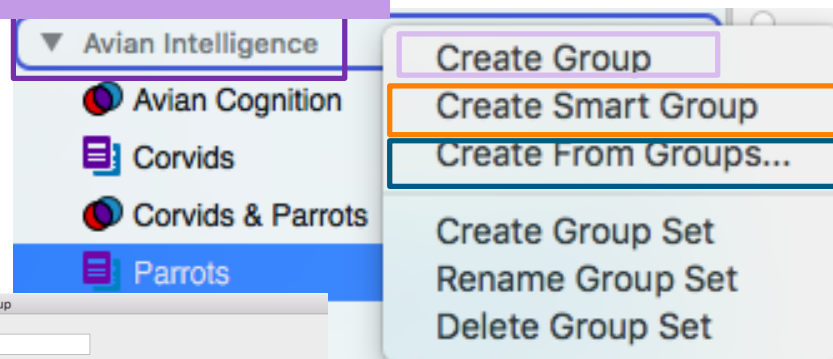 Avian Intelligence
Avian Cognition
Corvids
Corvids & Parrots
Parrots
Create Group
Create Smart Group
Create From Groups...
Create Group Set
Rename Group Set
Delete Group Set